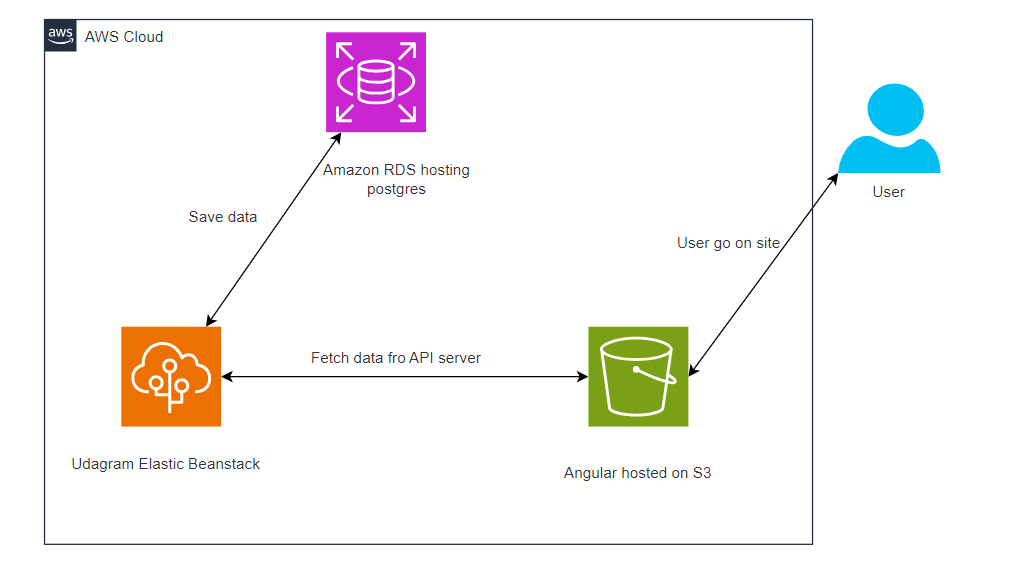 aws
AWS Cloud
Amazon RDS hosting
postgres
User
Save data
User go on site
Fetch data fro API server
Udagram Elastic Beanstack
Angular hosted on S3